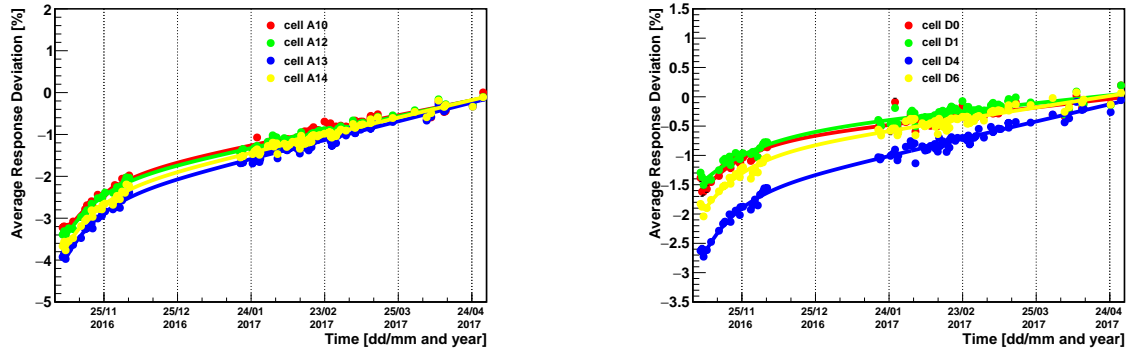 Average Response Deviation [%]
2
1
0
−1
−2
−3
−4
−5
cell A10
cell A12
cell A13
cell A14
25/11 2016
25/12 2016
24/01 2017
23/02 2017
25/03 2017
24/04 2017
Time [dd/mm and year]
Average Response Deviation [%]
1.5
1
0.5
0
−0.5
−1
−1.5
−2
−2.5
−3
−3.5
cell D0
cell D1
cell D4
cell D6
25/11 2016
25/12 2016
24/01 2017
23/02 2017
25/03 2017
24/04 2017
Time [dd/mm and year]